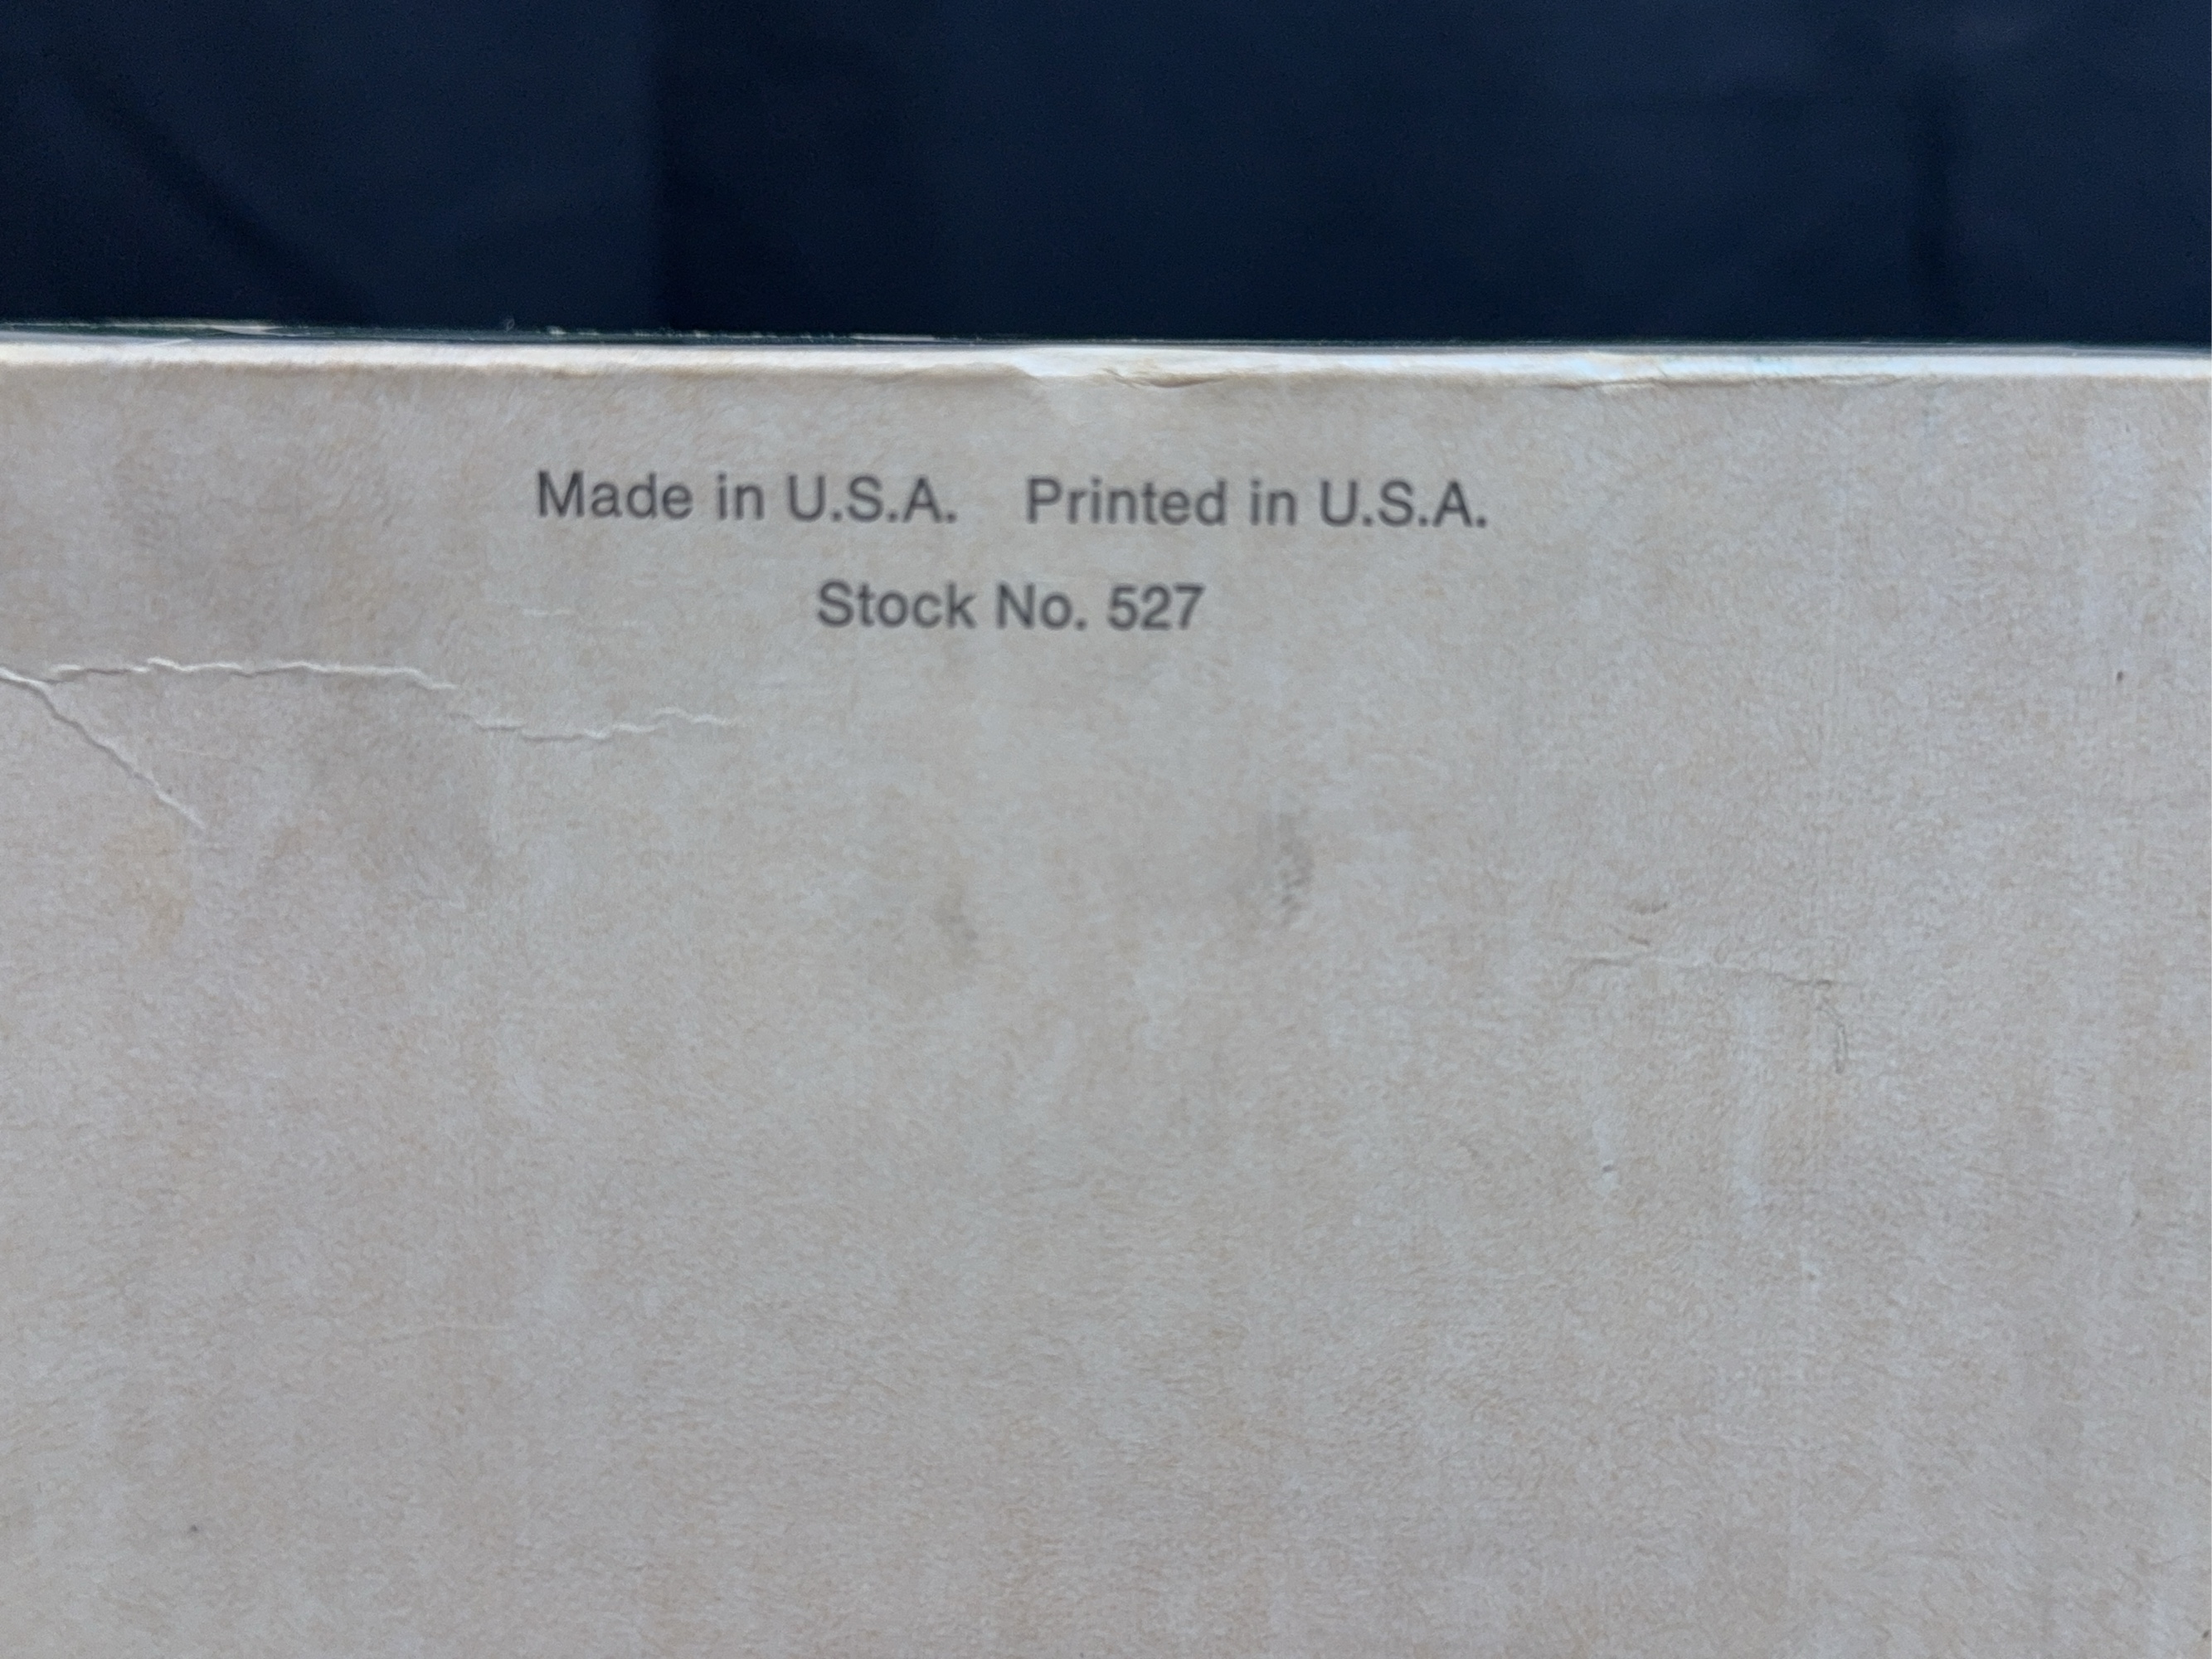 Made in U.S.A. Printed in U.S.A.
Stock No. 527